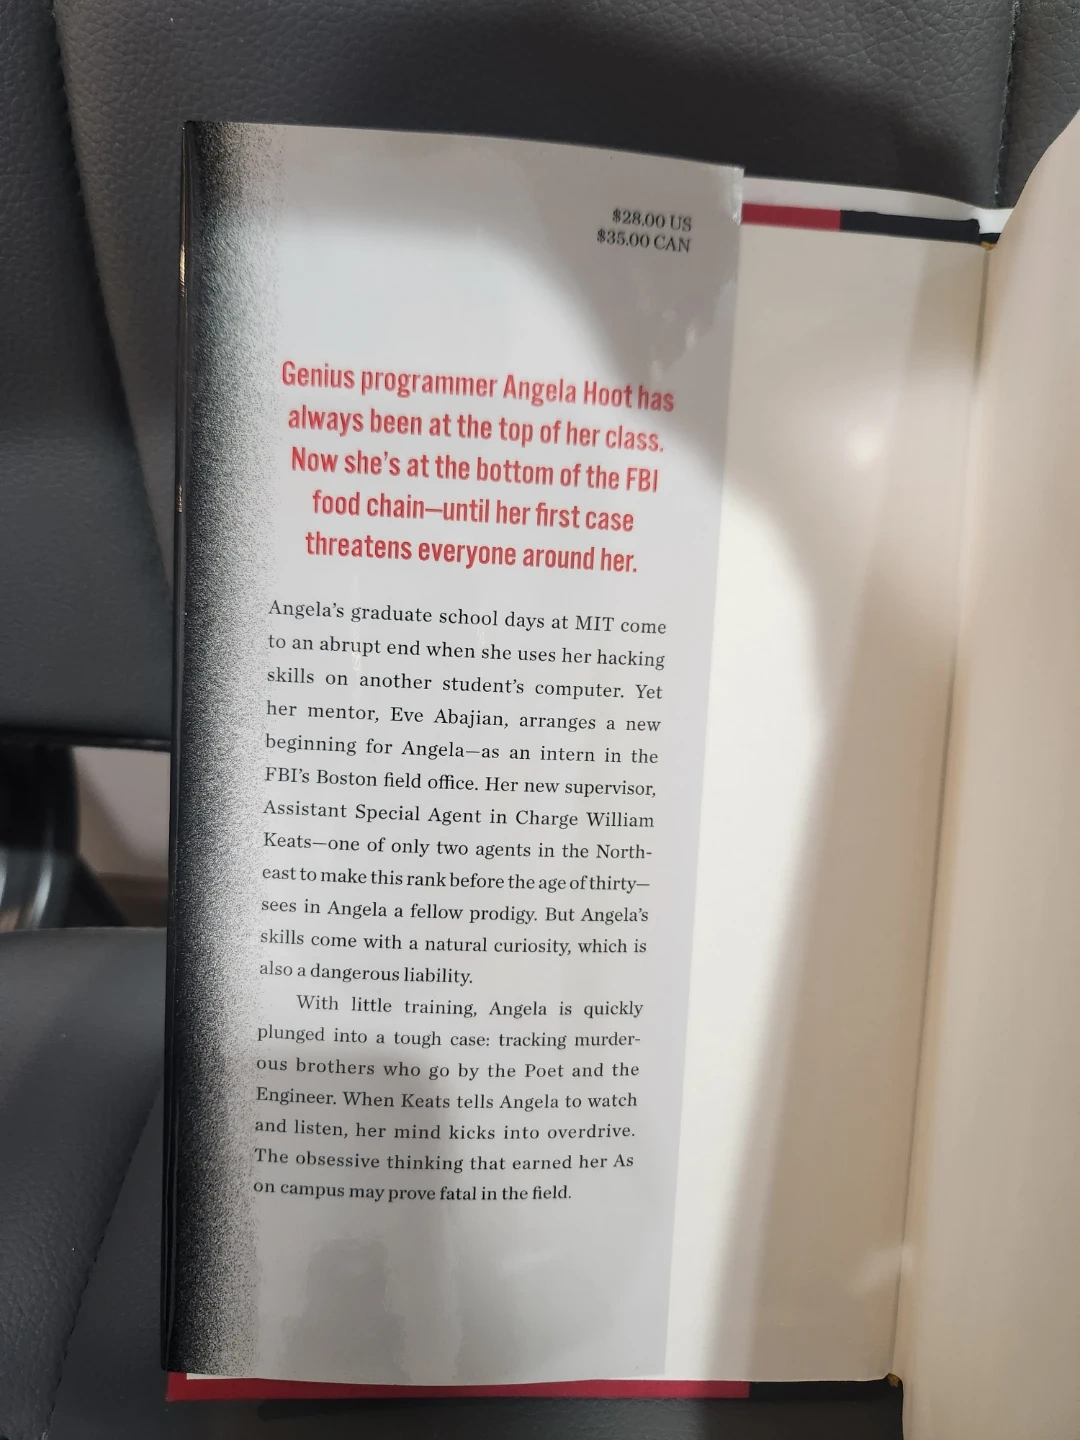 $28.00 US
$35.00 CAN
Genius programmer Angela Hoot has
always been at the top of her class.
Now she's at the bottom of the FBI
food chain—until her first case
threatens everyone around her.
Angela's graduate school days at MIT come
to an abrupt end when she uses her hacking
skills on another student's computer. Yet
her mentor, Eve Abajian, arranges a new
beginning for Angela—as an intern in the
FBI's Boston field office. Her new supervisor,
Assistant Special Agent in Charge William
Keats—one of only two agents in the North-
east to make this rank before the age of thirty—
sees in Angela a fellow prodigy. But Angela's
skills come with a natural curiosity, which is
also a dangerous liability.
With little training, Angela is quickly
plunged into a tough case: tracking murder-
ous brothers who go by the Poet and the
Engineer. When Keats tells Angela to watch
and listen, her mind kicks into overdrive.
The obsessive thinking that earned her As
on campus may prove fatal in the field.